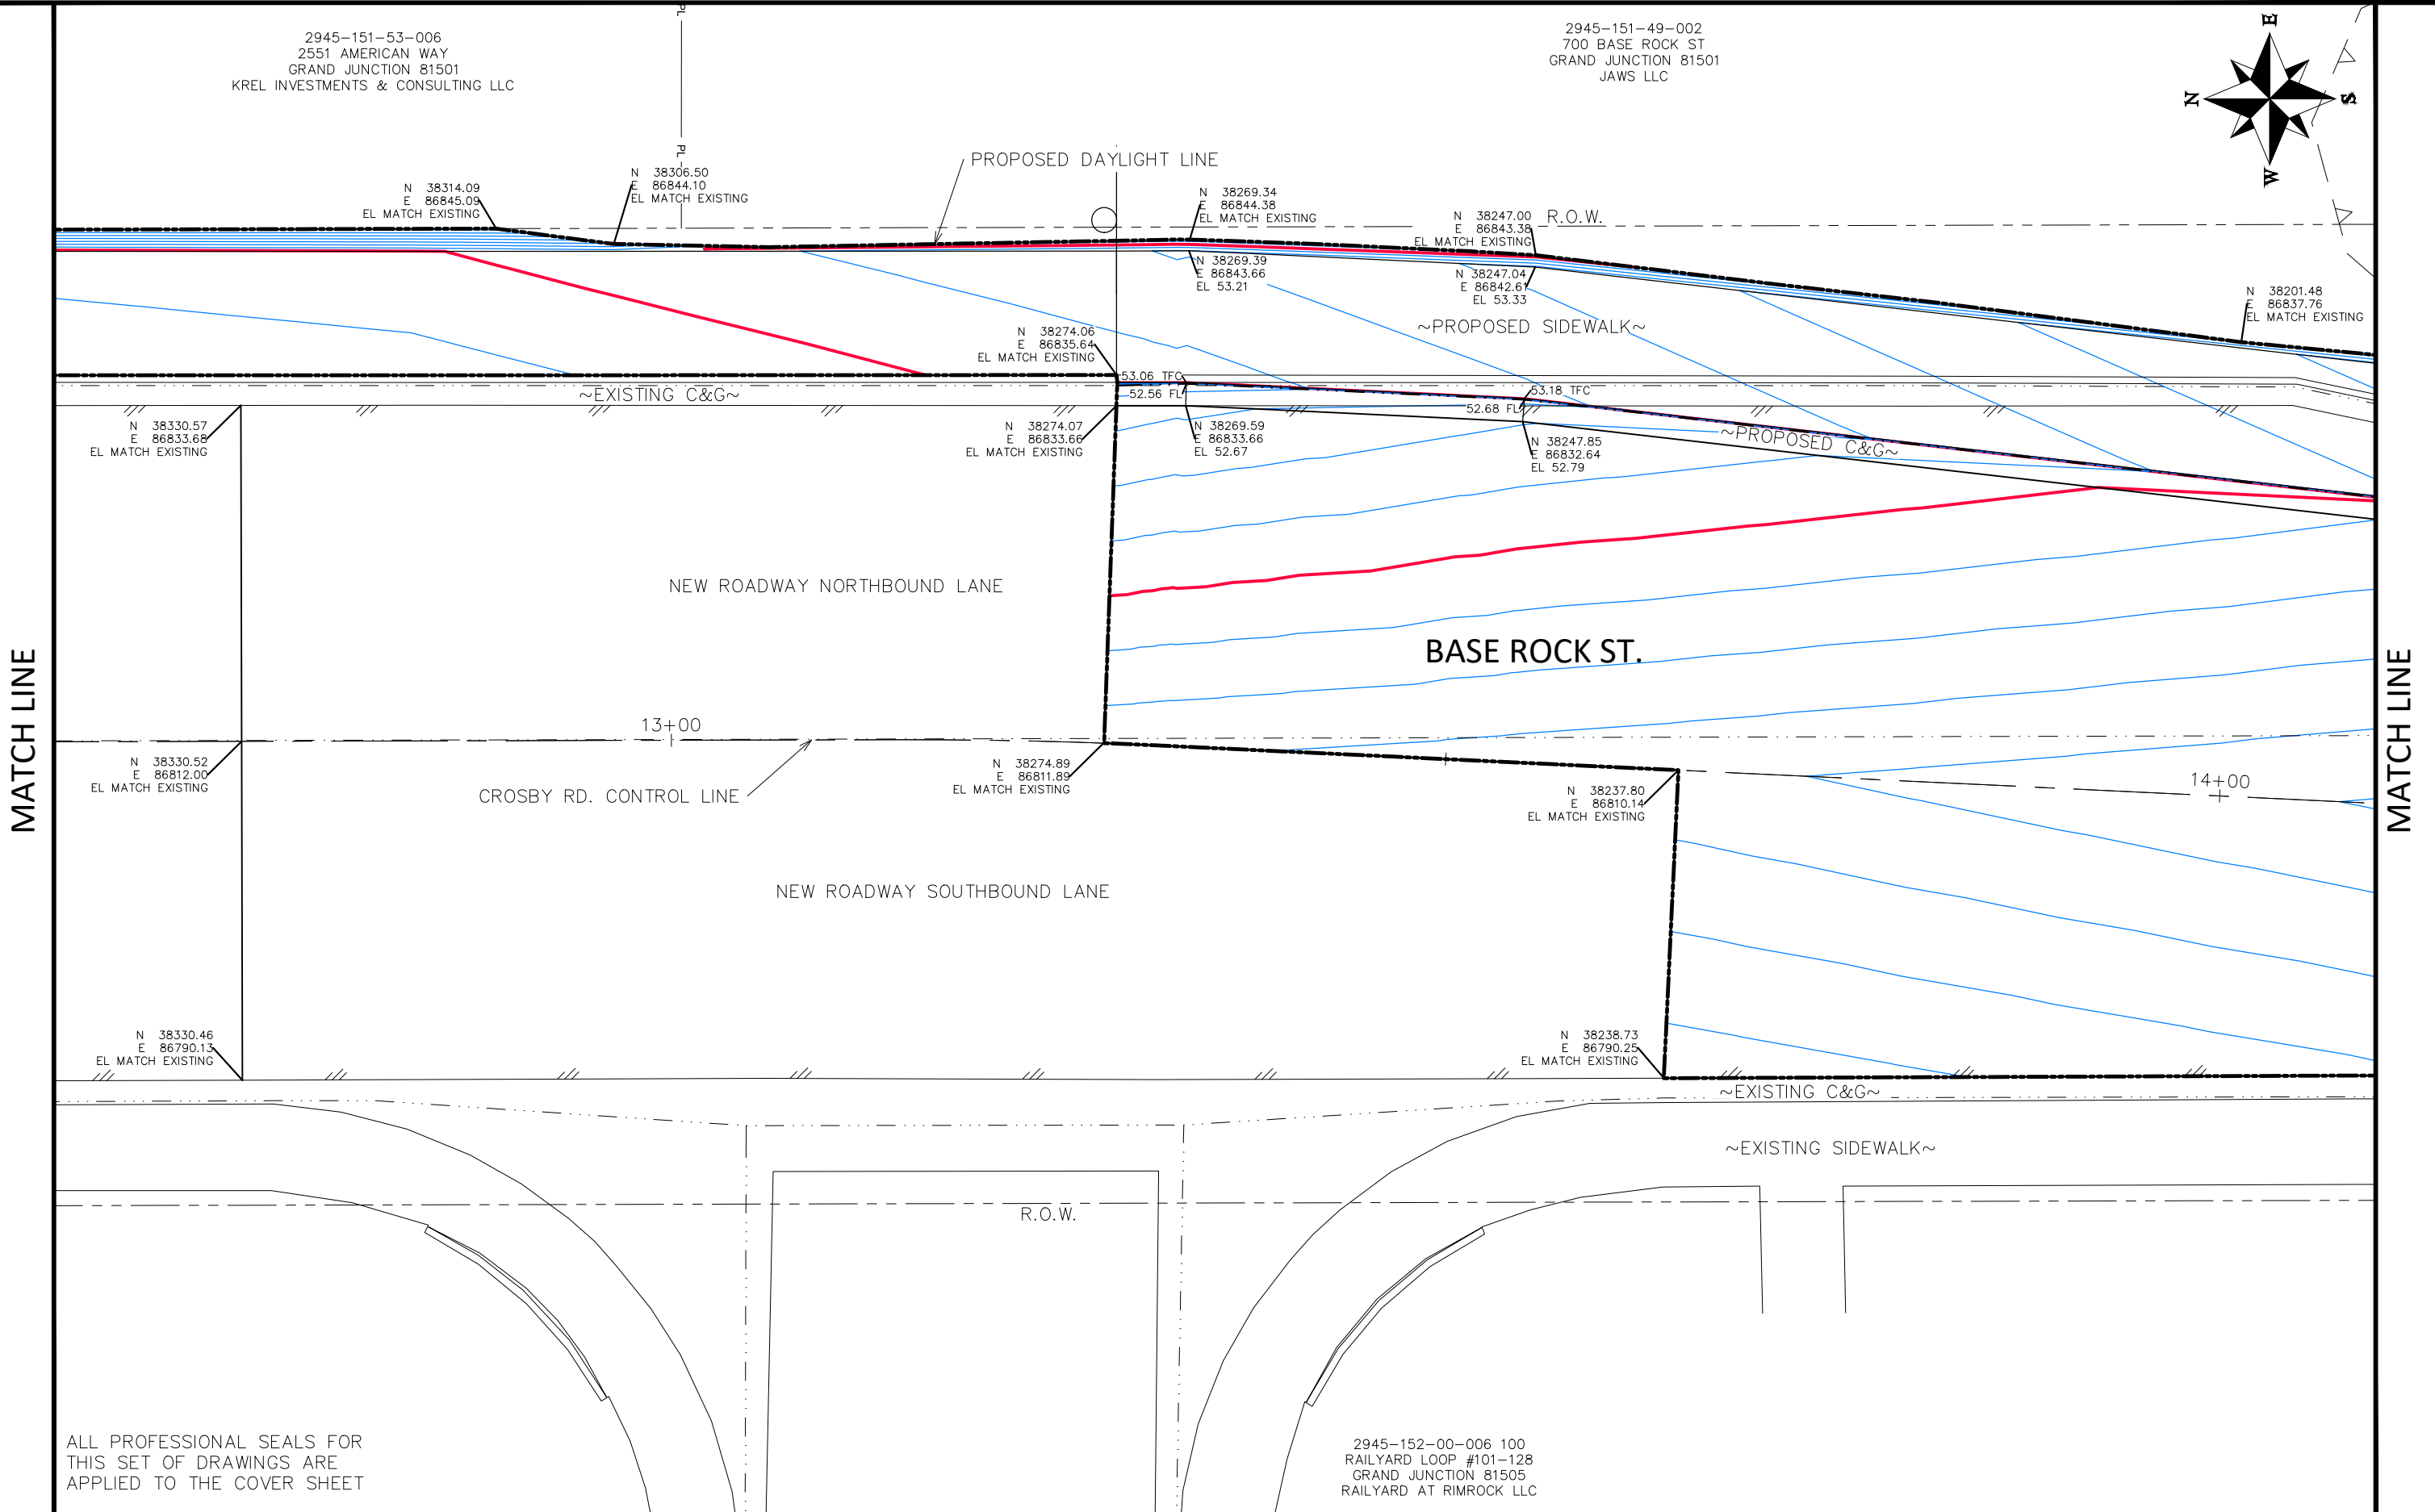 PL
2945-151-53-006
2551 AMERICAN WAY
GRAND JUNCTION 81501
KREL INVESTMENTS & CONSULTING LLC
2945-151-49-002
700 BASE ROCK ST
GRAND JUNCTION 81501
JAWS LLC
E
N
S
W
PL
PROPOSED DAYLIGHT LINE
N 38314.09
E 86845.09
EL MATCH EXISTING
N 38306.50
E 86844.10
EL MATCH EXISTING
N 38269.34
E 86844.38
EL MATCH EXISTING
N 38247.00
E 86843.38
EL MATCH EXISTING
R.O.W.
N 38269.39
E 86843.66
EL 53.21
N 38247.04
E 86842.61
EL 53.33
N 38201.48
E 86837.76
EL MATCH EXISTING
~PROPOSED SIDEWALK~
N 38274.06
E 86835.64
EL MATCH EXISTING
53.06 TFC
52.56 FL
53.18 TFC
52.68 FL
~EXISTING C&G~
N 38330.57
E 86833.68
EL MATCH EXISTING
N 38274.07
E 86833.66
EL MATCH EXISTING
N 38269.59
E 86833.66
EL 52.67
N 38247.85
E 86832.64
EL 52.79
~PROPOSED C&G~
NEW ROADWAY NORTHBOUND LANE
BASE ROCK ST.
MATCH LINE
MATCH LINE
13+00
N 38330.52
E 86812.00
EL MATCH EXISTING
CROSBY RD. CONTROL LINE
N 38274.89
E 86811.89
EL MATCH EXISTING
N 38237.80
E 86810.14
EL MATCH EXISTING
14+00
NEW ROADWAY SOUTHBOUND LANE
N 38330.46
E 86790.13
EL MATCH EXISTING
N 38238.73
E 86790.25
EL MATCH EXISTING
~EXISTING C&G~
~EXISTING SIDEWALK~
R.O.W.
ALL PROFESSIONAL SEALS FOR
THIS SET OF DRAWINGS ARE
APPLIED TO THE COVER SHEET
2945-152-00-006 100
RAILYARD LOOP #101-128
GRAND JUNCTION 81505
RAILYARD AT RIMROCK LLC